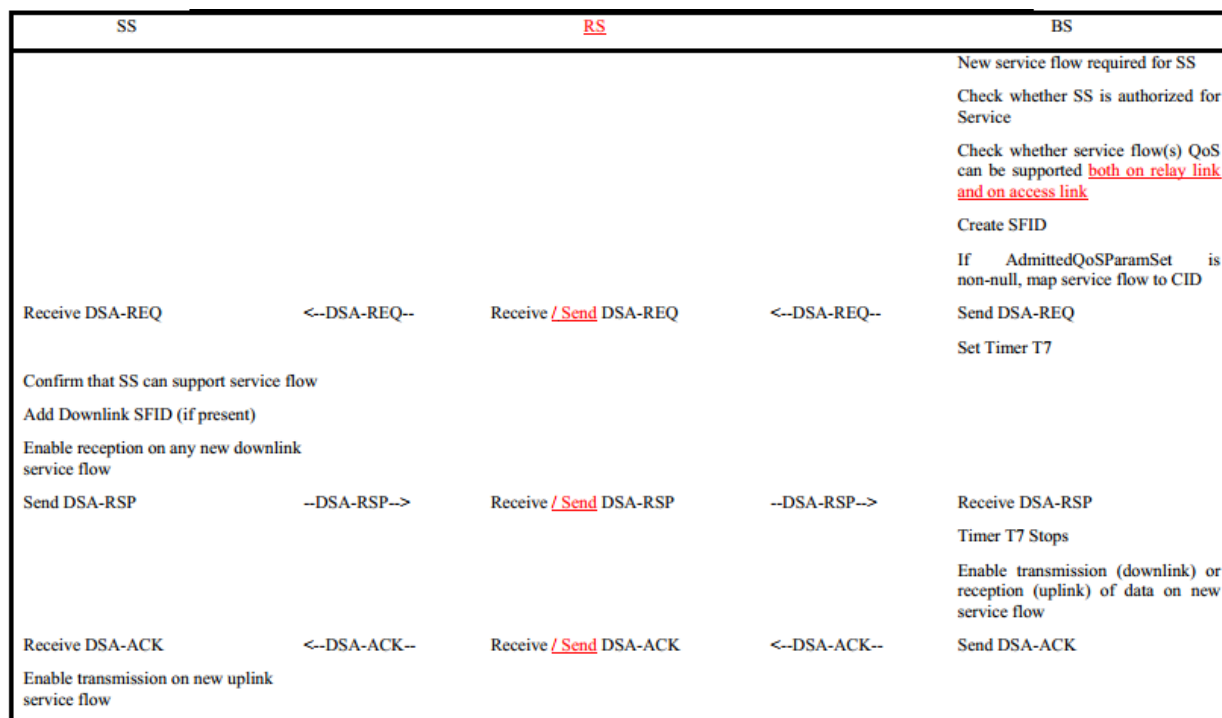 SS RS BS
New service flow required for SS
Check whether SS is authorized for
Service
Check whether service flow(s) QoS
can be supported both on relay link
and on access link
Create SFID
If AdmittedQoSParamSet is
non-null, map service flow to CID
Receive DSA-REQ <--DSA-REQ-- Receive / Send DSA-REQ <--DSA-REQ-- Send DSA-REQ
Set Timer T7
Confirm that SS can support service flow
Add Downlink SFID (if present)
Enable reception on any new downlink
service flow
Send DSA-RSP --DSA-RSP--> Receive / Send DSA-RSP --DSA-RSP--> Receive DSA-RSP
Timer T7 Stops
Enable transmission (downlink) or
reception (uplink) of data on new
service flow
Receive DSA-ACK <--DSA-ACK-- Receive / Send DSA-ACK <--DSA-ACK-- Send DSA-ACK
Enable transmission on new uplink
service flow